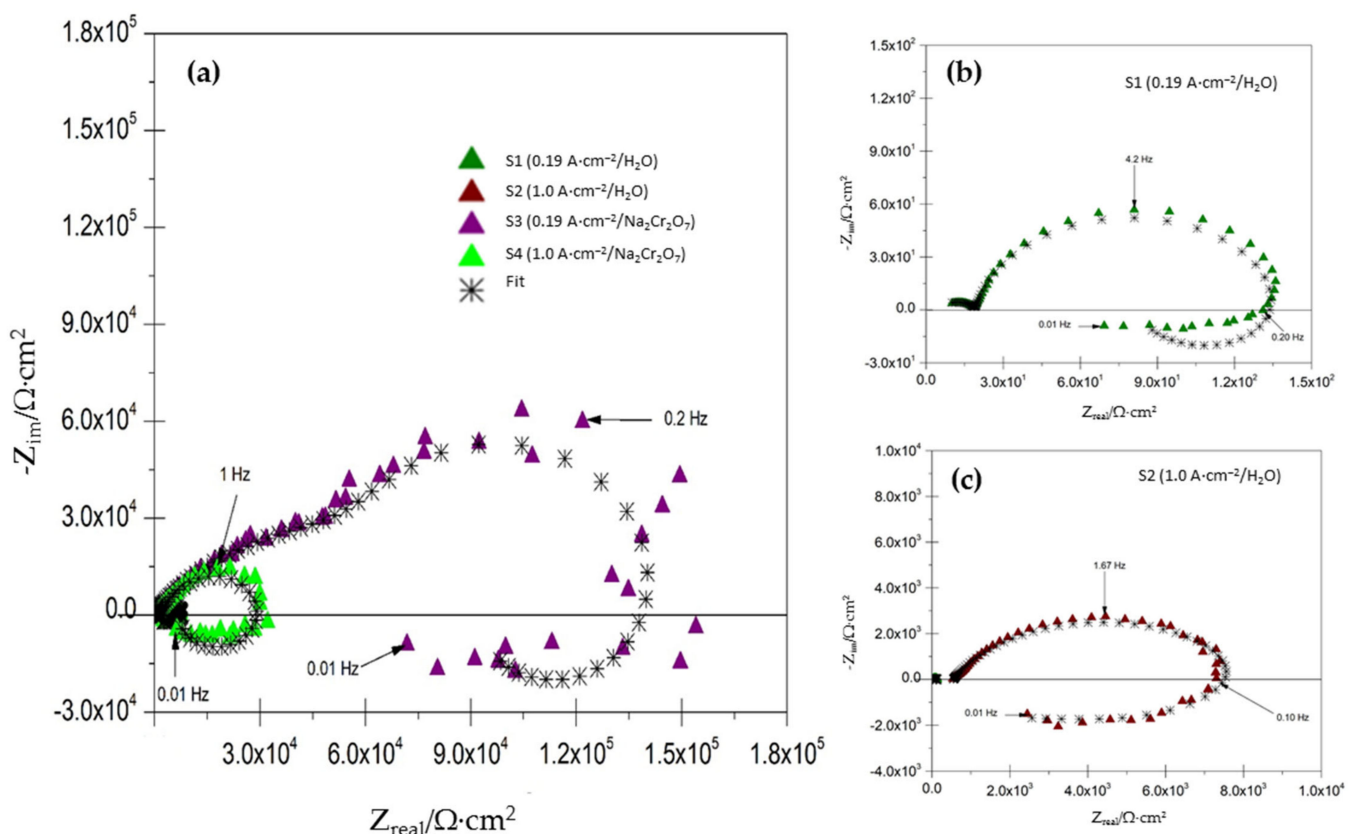 (a)
1.8x10⁵
1.5x10⁵
1.2x10⁵
9.0x10⁴
6.0x10⁴
3.0x10⁴
0.0
-3.0x10⁴
-Z_im/Ω·cm²
S1 (0.19 A·cm⁻²/H₂O)
S2 (1.0 A·cm⁻²/H₂O)
S3 (0.19 A·cm⁻²/Na₂Cr₂O₇)
S4 (1.0 A·cm⁻²/Na₂Cr₂O₇)
Fit
0.2 Hz
1 Hz
0.01 Hz
0.01 Hz
3.0x10⁴ 6.0x10⁴ 9.0x10⁴ 1.2x10⁵ 1.5x10⁵ 1.8x10⁵
Z_real/Ω·cm²
(b)
S1 (0.19 A·cm⁻²/H₂O)
1.5x10²
1.2x10²
9.0x10¹
6.0x10¹
3.0x10¹
0.0
-3.0x10¹
-Z_im/Ω·cm²
4.2 Hz
0.01 Hz
0.20 Hz
0.0 3.0x10¹ 6.0x10¹ 9.0x10¹ 1.2x10² 1.5x10²
Z_real/Ω·cm²
(c)
S2 (1.0 A·cm⁻²/H₂O)
1.0x10⁴
8.0x10³
6.0x10³
4.0x10³
2.0x10³
0.0
-2.0x10³
-4.0x10³
-Z_im/Ω·cm²
1.67 Hz
0.01 Hz
0.10 Hz
0.0 2.0x10³ 4.0x10³ 6.0x10³ 8.0x10³ 1.0x10⁴
Z_real/Ω·cm²